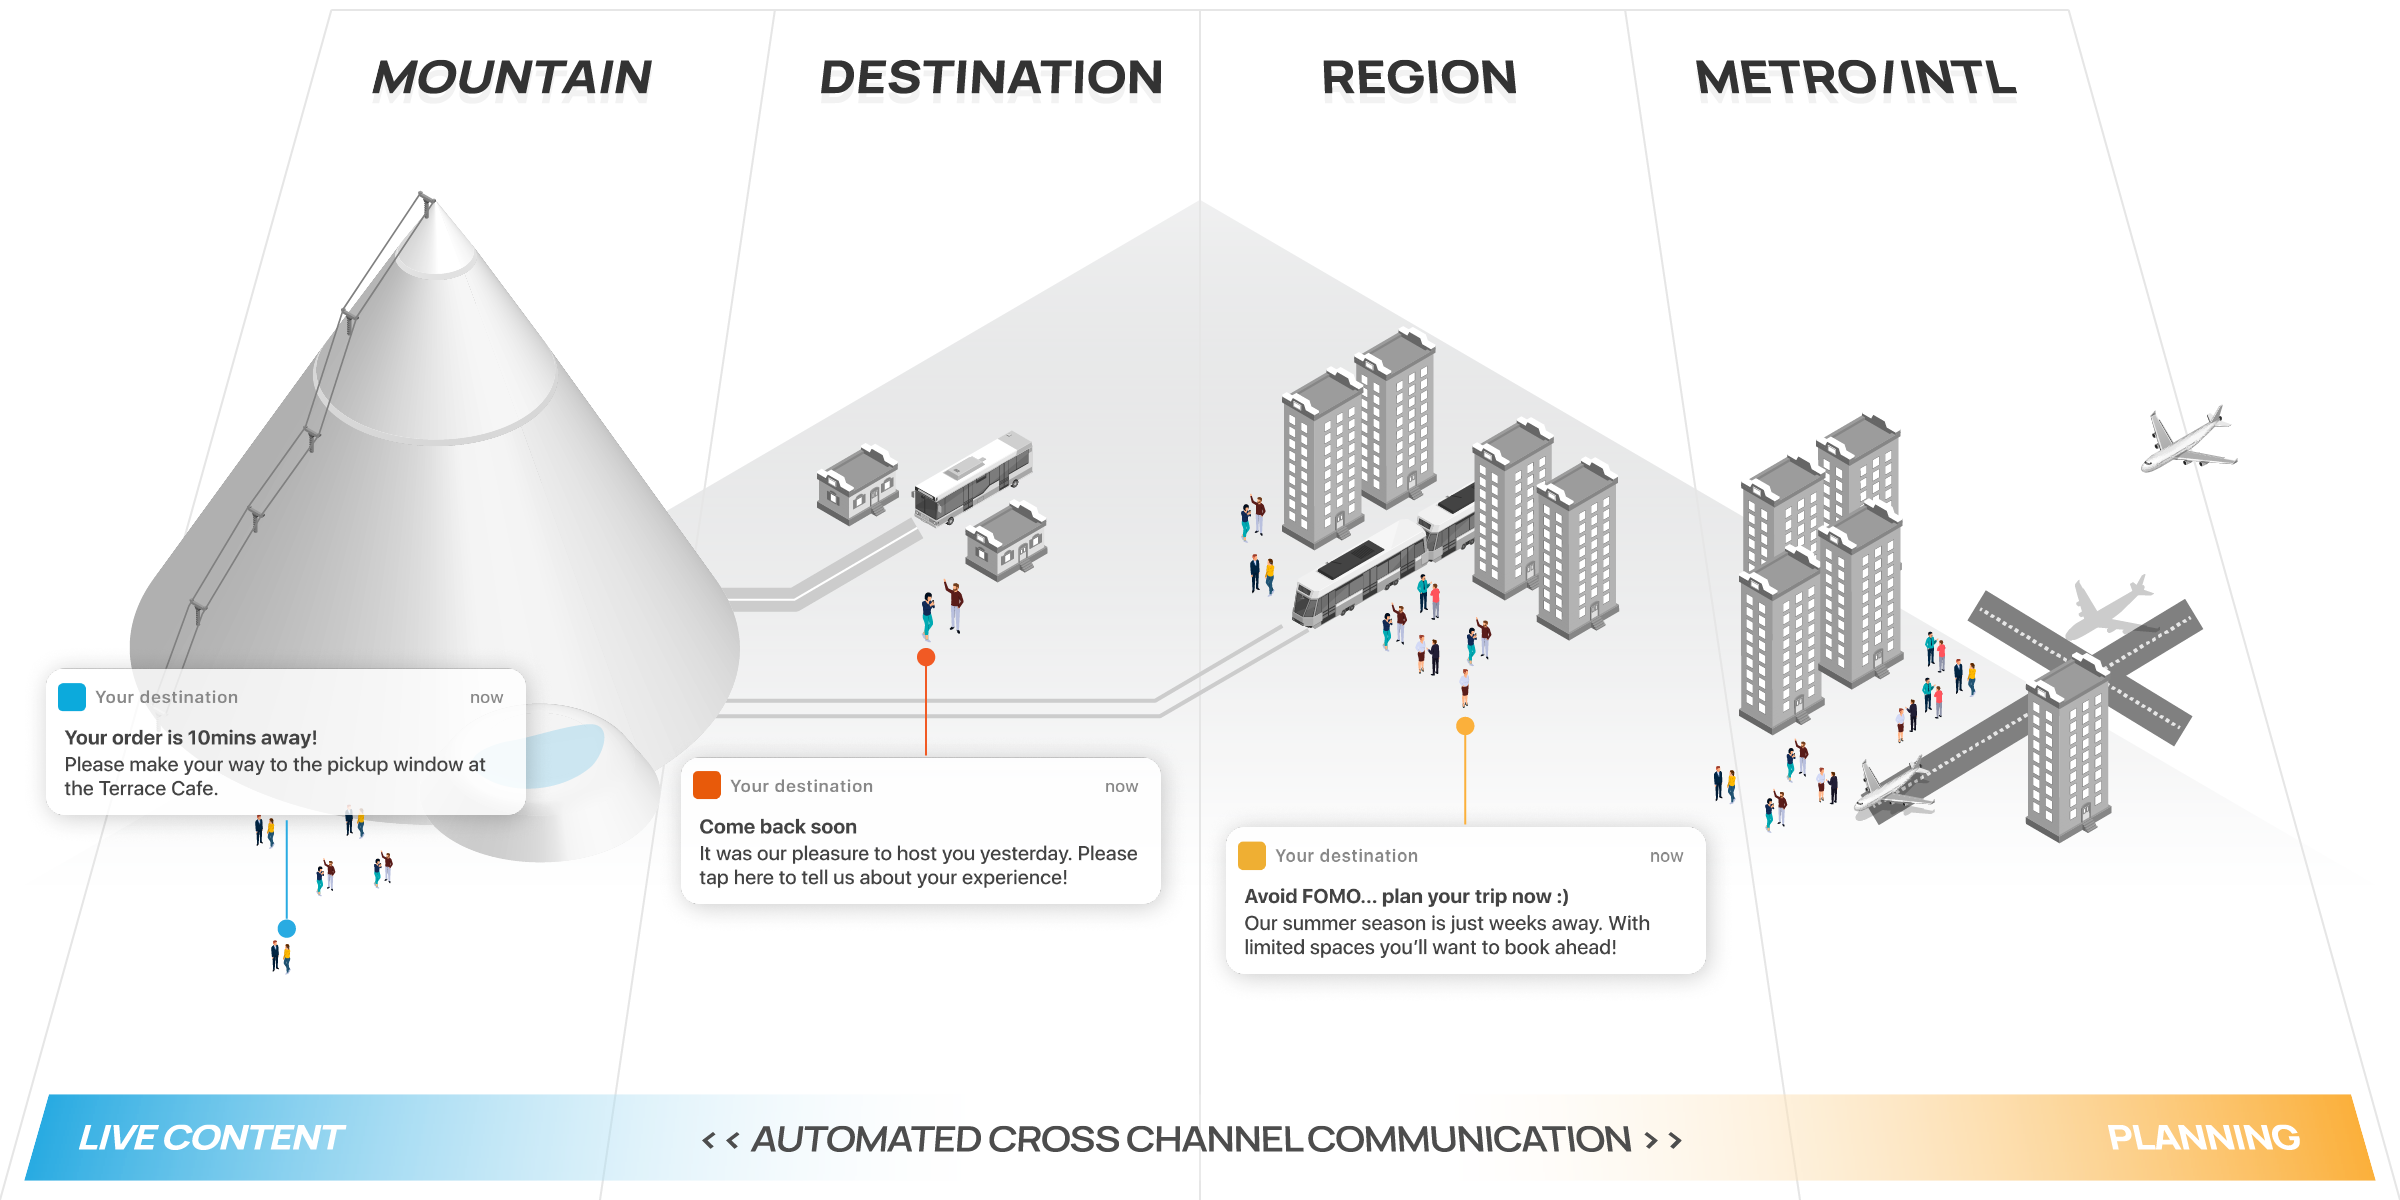 MOUNTAIN
DESTINATION
REGION
METRO/INTL
Your destination now
Your order is 10mins away!
Please make your way to the pickup window at
the Terrace Cafe.
Your destination now
Come back soon
It was our pleasure to host you yesterday. Please
tap here to tell us about your experience!
Your destination now
Avoid FOMO... plan your trip now :)
Our summer season is just weeks away. With
limited spaces you'll want to book ahead!
LIVE CONTENT
< < AUTOMATED CROSS CHANNEL COMMUNICATION > >
PLANNING